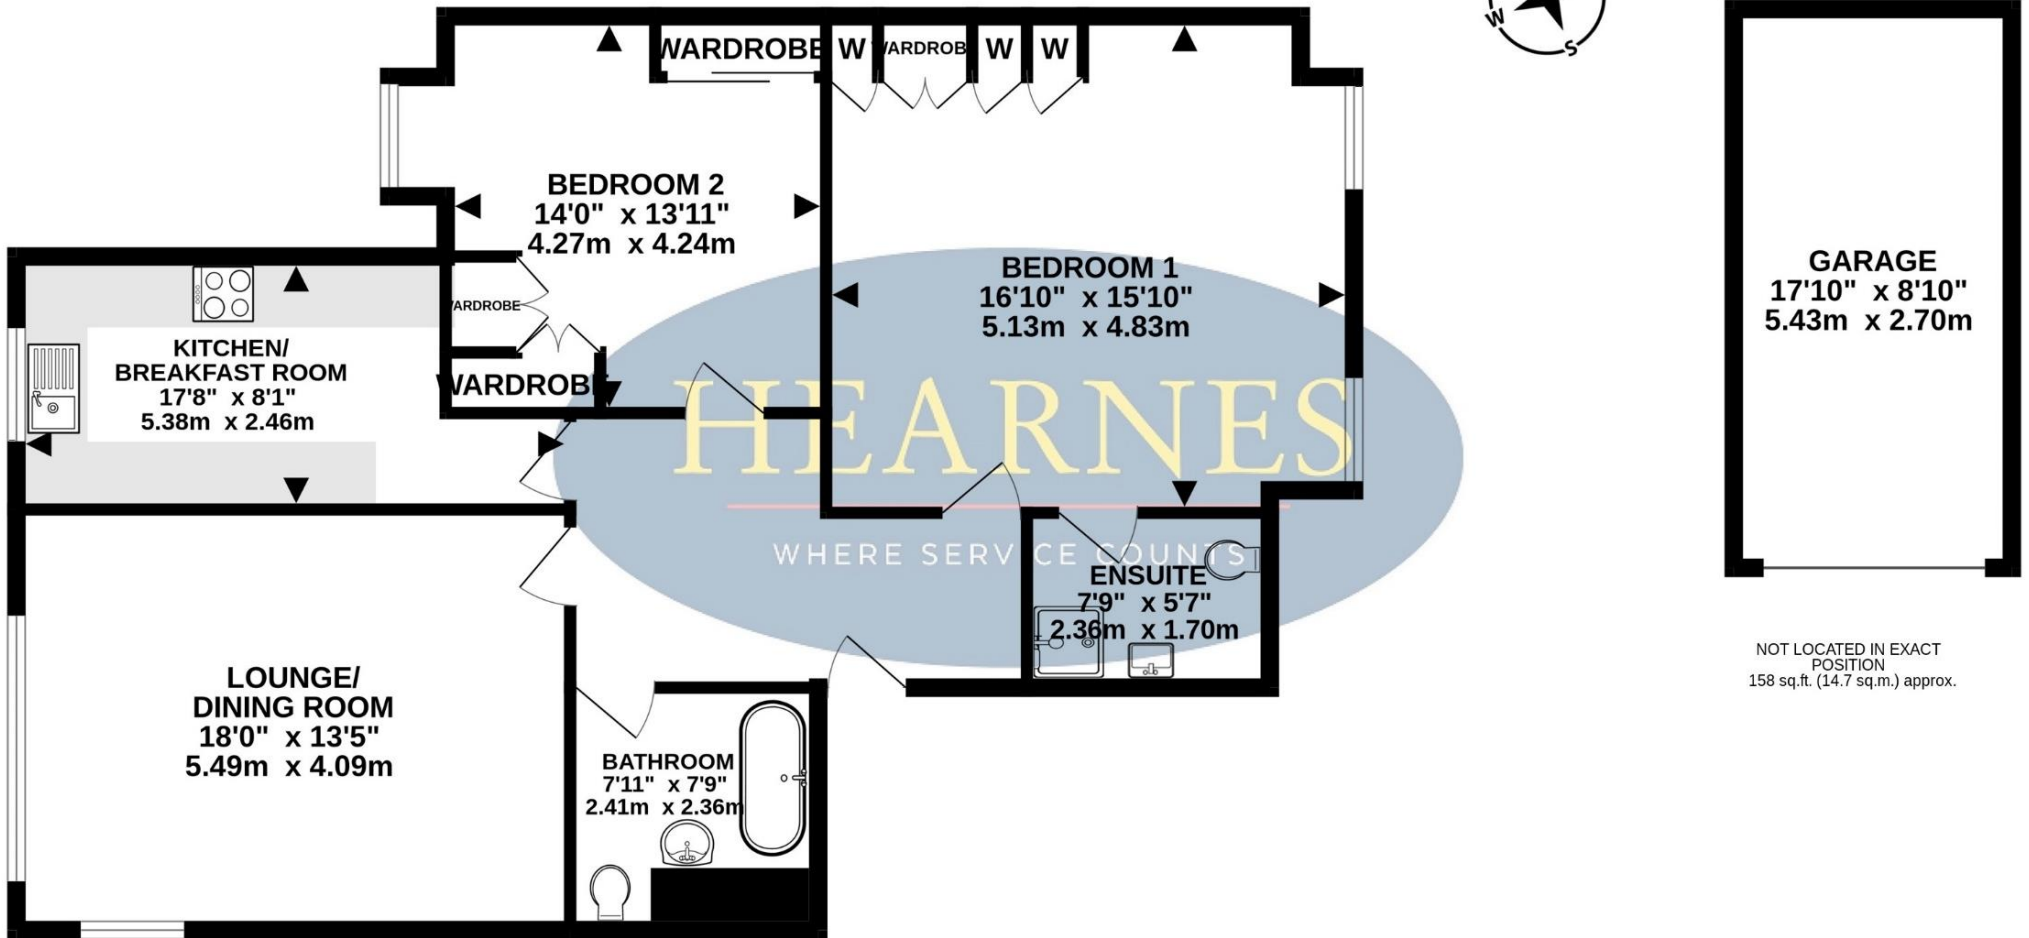 W
S
WARDROBE
W
WARDROBE
W
W
BEDROOM 2
14'0" x 13'11"
4.27m x 4.24m
BEDROOM 1
16'10" x 15'10"
5.13m x 4.83m
GARAGE
17'10" x 8'10"
5.43m x 2.70m
WARDROBE
KITCHEN/
BREAKFAST ROOM
17'8" x 8'1"
5.38m x 2.46m
WARDROBE
HEARNES
WHERE SERVICE COUNTS
ENSUITE
7'9" x 5'7"
2.36m x 1.70m
LOUNGE/
DINING ROOM
18'0" x 13'5"
5.49m x 4.09m
BATHROOM
7'11" x 7'9"
2.41m x 2.36m
NOT LOCATED IN EXACT
POSITION
158 sq.ft. (14.7 sq.m.) approx.